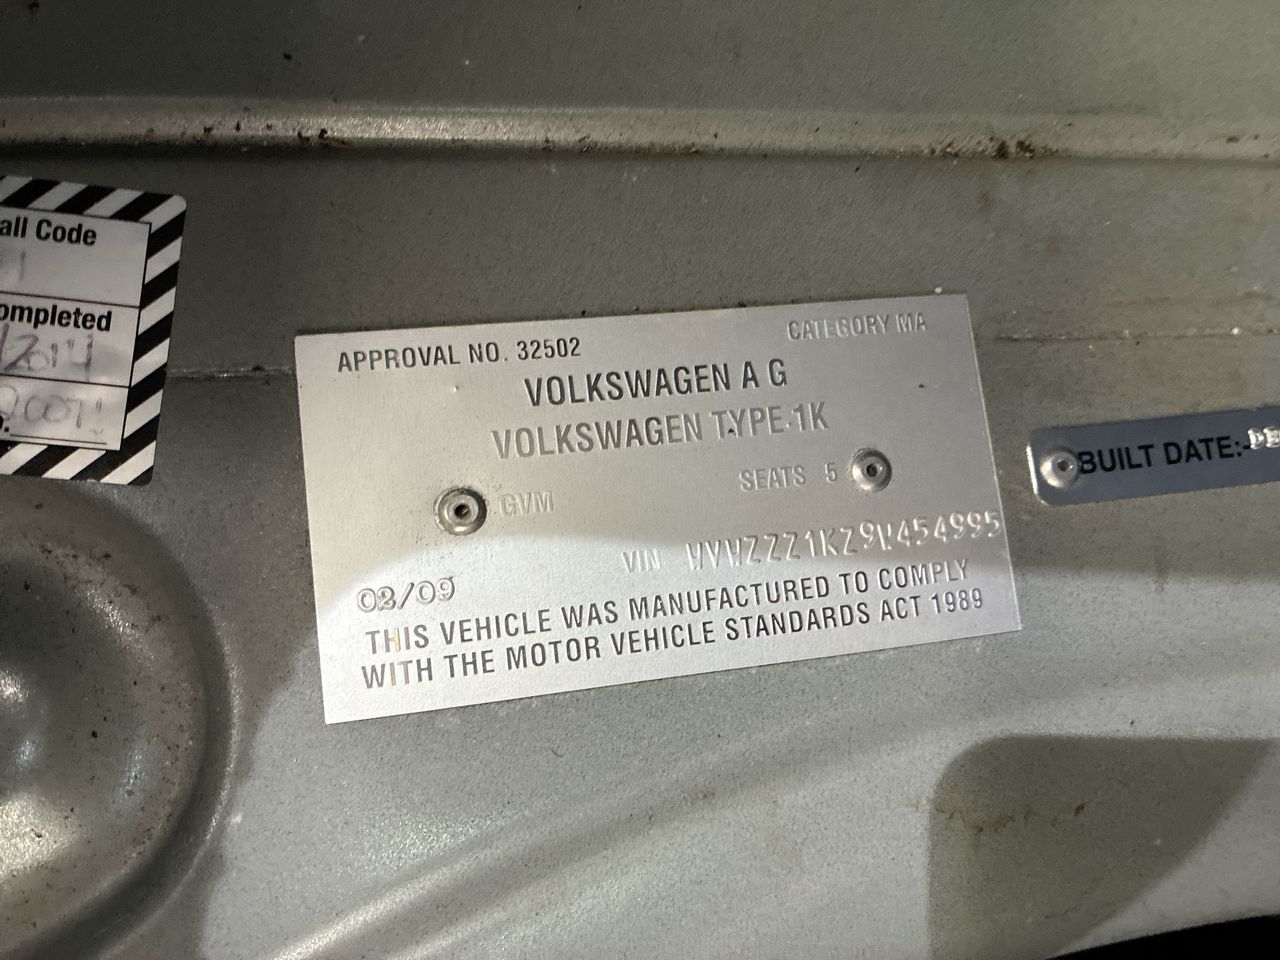 all Code
ompleted
2014
APPROVAL NO. 32502
CATEGORY MA
VOLKSWAGEN A G
VOLKSWAGEN TYPE 1K
SEATS 5
GVM
VIN WVWZZZ1KZ9W454995
02/09
THIS VEHICLE WAS MANUFACTURED TO COMPLY
WITH THE MOTOR VEHICLE STANDARDS ACT 1989
BUILT DATE: